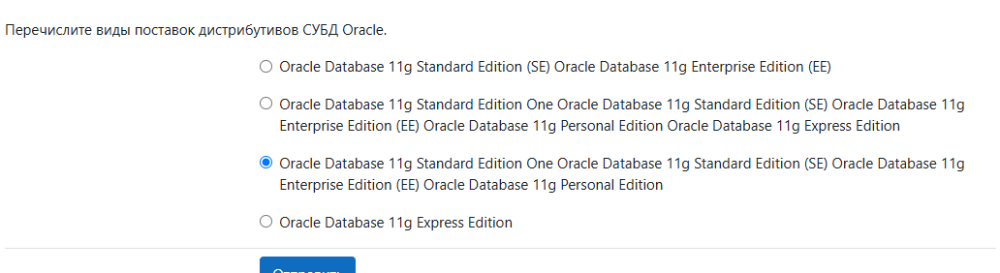 Перечислите виды поставок дистрибутивов СУБД Oracle.
Oracle Database 11g Standard Edition (SE) Oracle Database 11g Enterprise Edition (EE)
Oracle Database 11g Standard Edition One Oracle Database 11g Standard Edition (SE) Oracle Database 11g
Enterprise Edition (EE) Oracle Database 11g Personal Edition Oracle Database 11g Express Edition
Oracle Database 11g Standard Edition One Oracle Database 11g Standard Edition (SE) Oracle Database 11g
Enterprise Edition (EE) Oracle Database 11g Personal Edition
Oracle Database 11g Express Edition